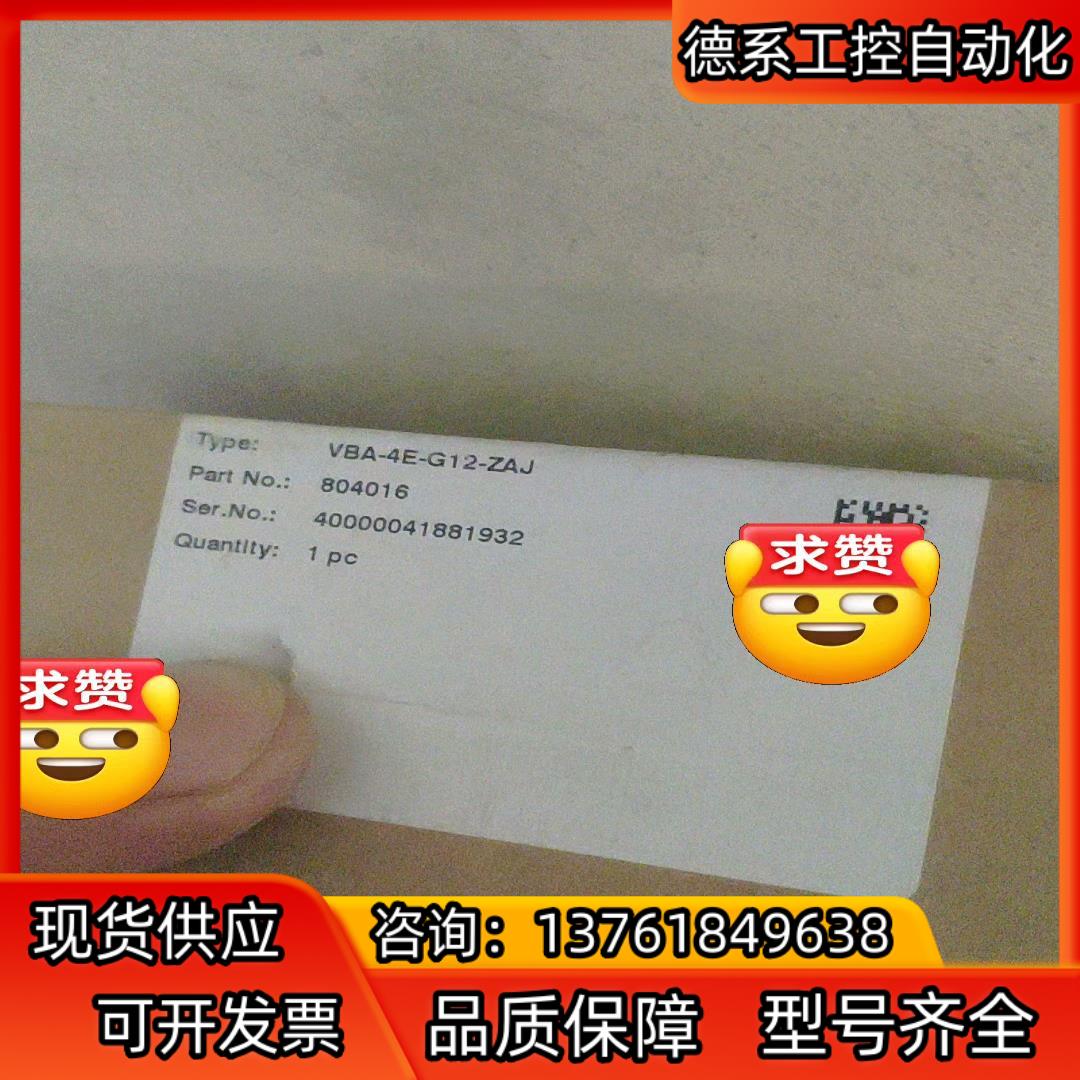 德系工控自动化
Type: VBA-4E-G12-ZAJ
Part No.: 804016
Ser.No.: 40000041881932
Quantity: 1 pc
求赞
求赞
现货供应
咨询：13761849638
可开发票
品质保障
型号齐全